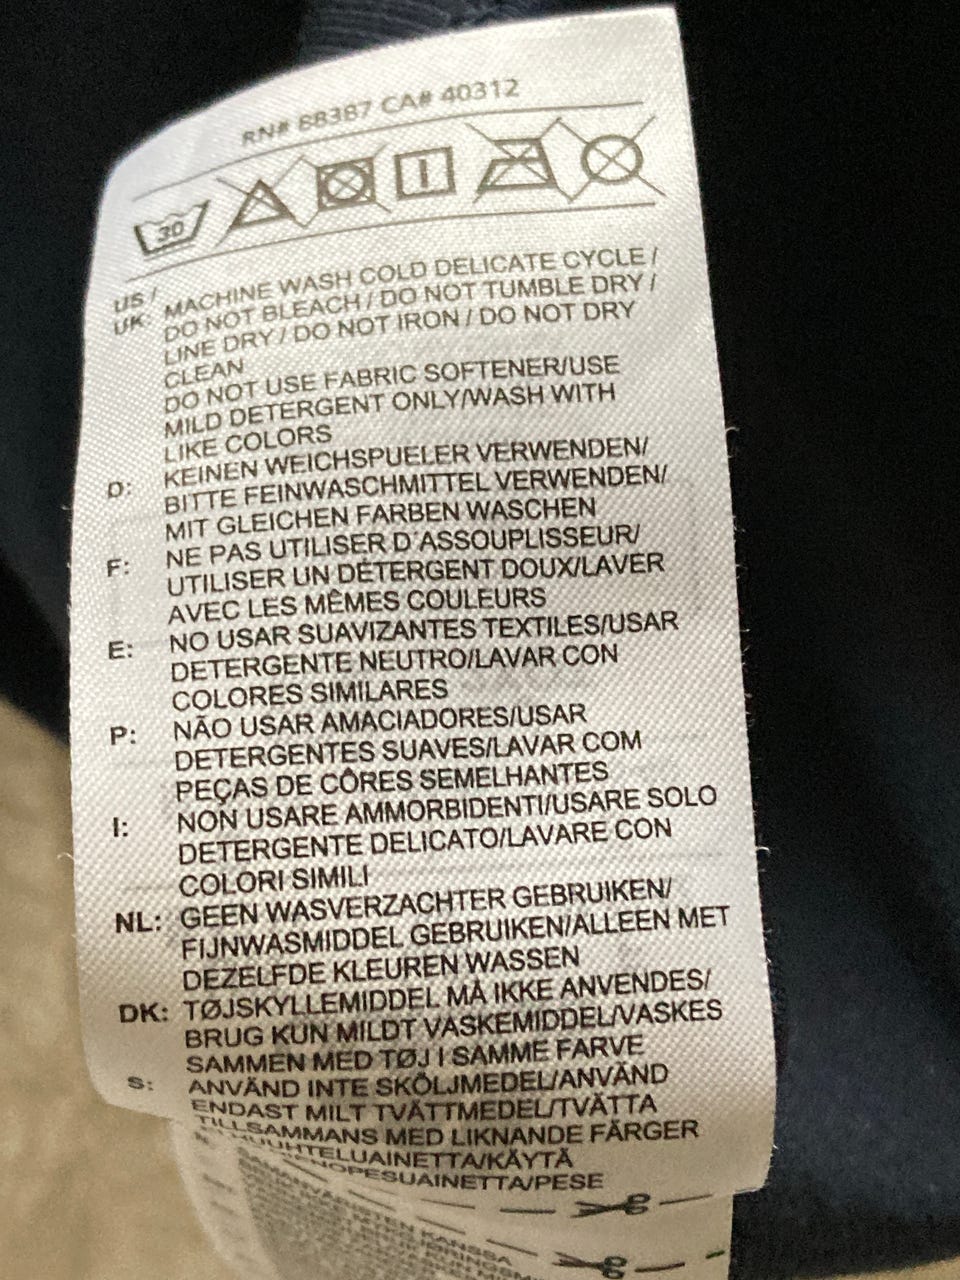 RN# 88387 CA# 40312
30
US / UK: MACHINE WASH COLD DELICATE CYCLE /
DO NOT BLEACH / DO NOT TUMBLE DRY /
LINE DRY / DO NOT IRON / DO NOT DRY
CLEAN
DO NOT USE FABRIC SOFTENER/USE
MILD DETERGENT ONLY/WASH WITH
LIKE COLORS
D: KEINEN WEICHSPUELER VERWENDEN/
BITTE FEINWASCHMITTEL VERWENDEN/
MIT GLEICHEN FARBEN WASCHEN
F: NE PAS UTILISER D'ASSOUPLISSEUR/
UTILISER UN DÉTERGENT DOUX/LAVER
AVEC LES MÊMES COULEURS
E: NO USAR SUAVIZANTES TEXTILES/USAR
DETERGENTE NEUTRO/LAVAR CON
COLORES SIMILARES
P: NÃO USAR AMACIADORES/USAR
DETERGENTES SUAVES/LAVAR COM
PEÇAS DE CÔRES SEMELHANTES
I: NON USARE AMMORBIDENTI/USARE SOLO
DETERGENTE DELICATO/LAVARE CON
COLORI SIMILI
NL: GEEN WASVERZACHTER GEBRUIKEN/
FIJNWASMIDDEL GEBRUIKEN/ALLEEN MET
DEZELFDE KLEUREN WASSEN
DK: TØJSKYLLEMIDDEL MÅ IKKE ANVENDES/
BRUG KUN MILDT VASKEMIDDEL/VASKES
SAMMEN MED TØJ I SAMME FARVE
S: ANVÄND INTE SKÖLJMEDEL/ANVÄND
ENDAST MILT TVÄTTMEDEL/TVÄTTA
TILLSAMMANS MED LIKNANDE FÄRGER
HUUHTELUAINETTA/KÄYTÄ
NOPESUAINETTA/PESE
KANSSA